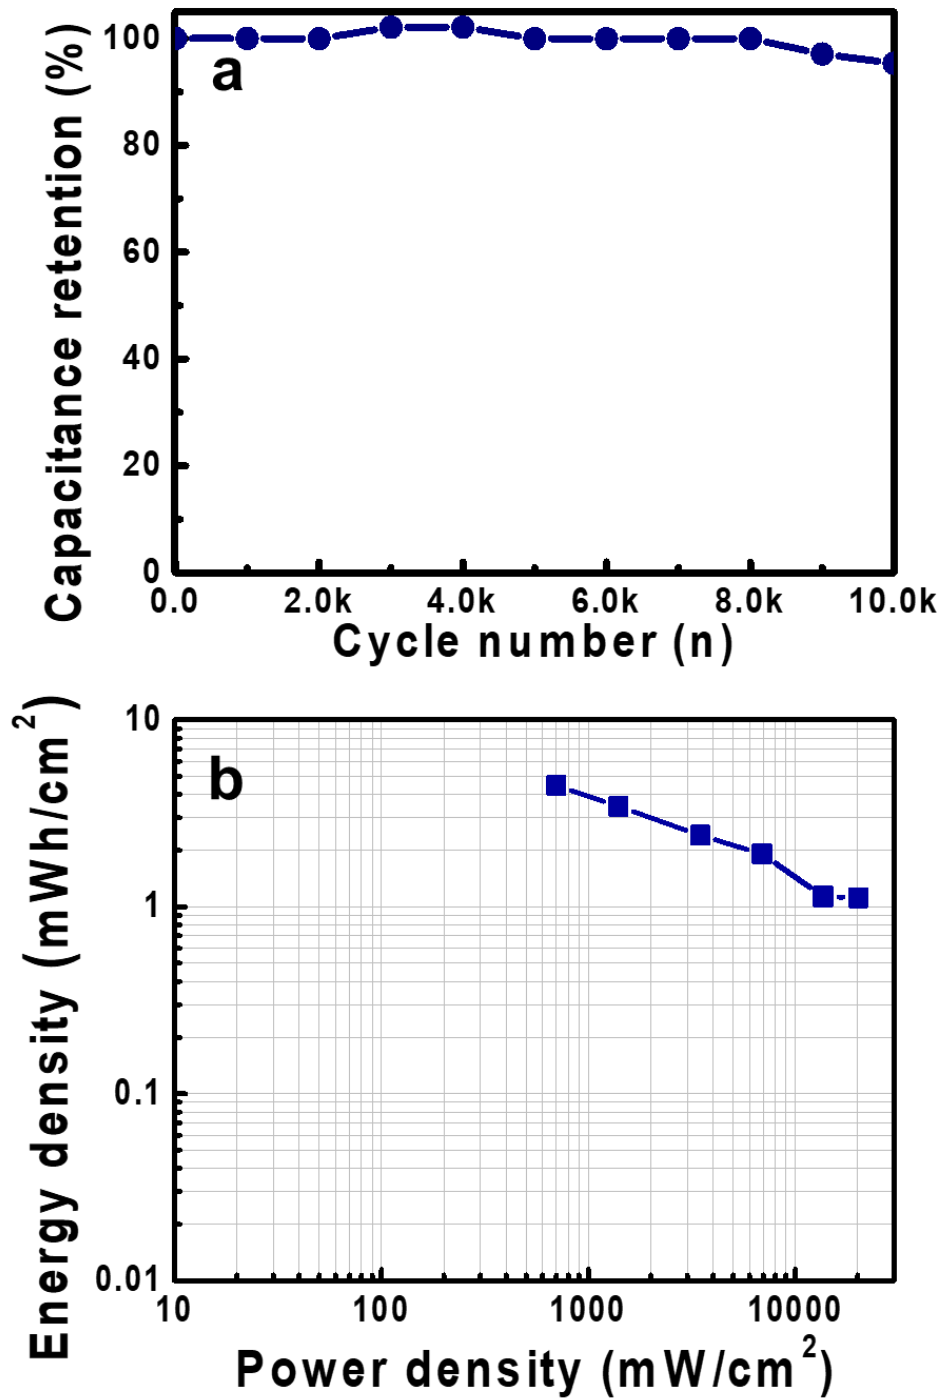 Capacitance retention (%)
100
80
60
40
20
0
a
0.0 2.0k 4.0k 6.0k 8.0k 10.0k
Cycle number (n)
Energy density (mWh/cm²)
10
1
0.1
0.01
b
10 100 1000 10000
Power density (mW/cm²)